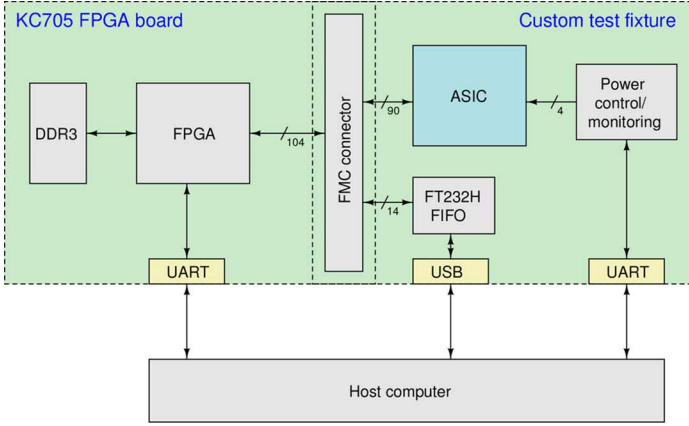 KC705 FPGA board
Custom test fixture
DDR3
FPGA
104
FMC connector
90
ASIC
4
Power
control/
monitoring
14
FT232H
FIFO
UART
USB
UART
Host computer